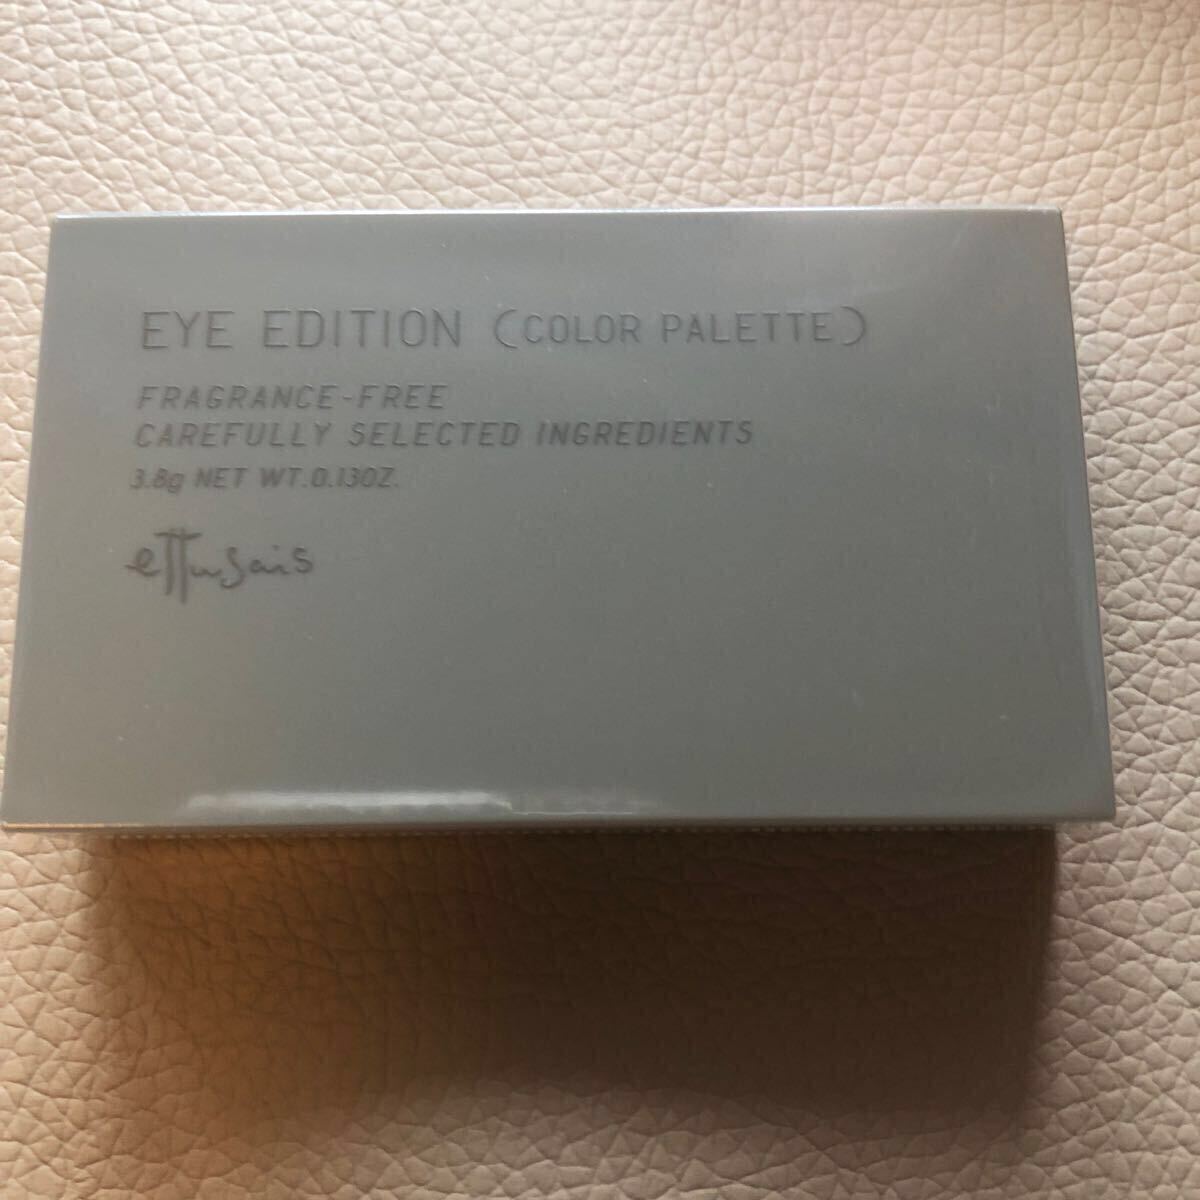 EYE EDITION (COLOR PALETTE)
FRAGRANCE-FREE
CAREFULLY SELECTED INGREDIENTS
3.8g NET WT.0.13OZ.
ettusais